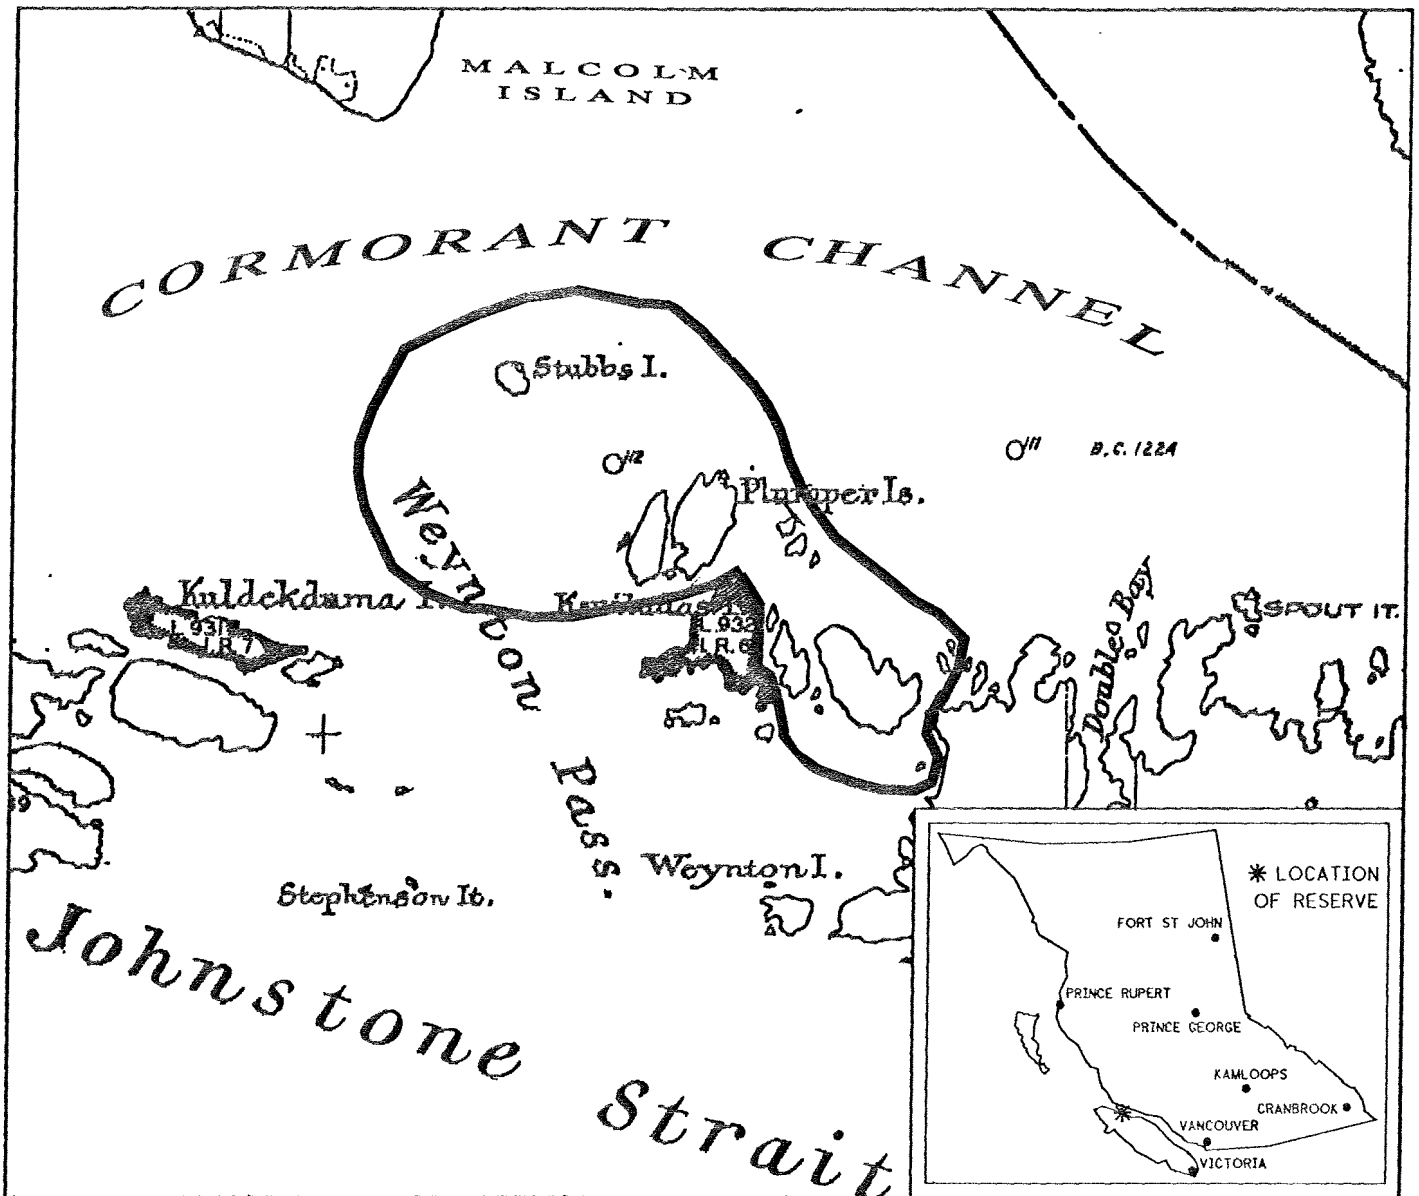 MALCOLM
ISLAND
CORMORANT CHANNEL
Stubbs I.
112
111
B.C. 122A
Plumper Is.
Weynton Pass.
Kuldekduma I.
L.931
I.R.7
L.932
I.R.6
Double Bay
SPOUT IT.
Weynton I.
Stephenson It.
Johnstone Strait
LOCATION
OF RESERVE
FORT ST JOHN
PRINCE RUPERT
PRINCE GEORGE
KAMLOOPS
CRANBROOK
VANCOUVER
VICTORIA